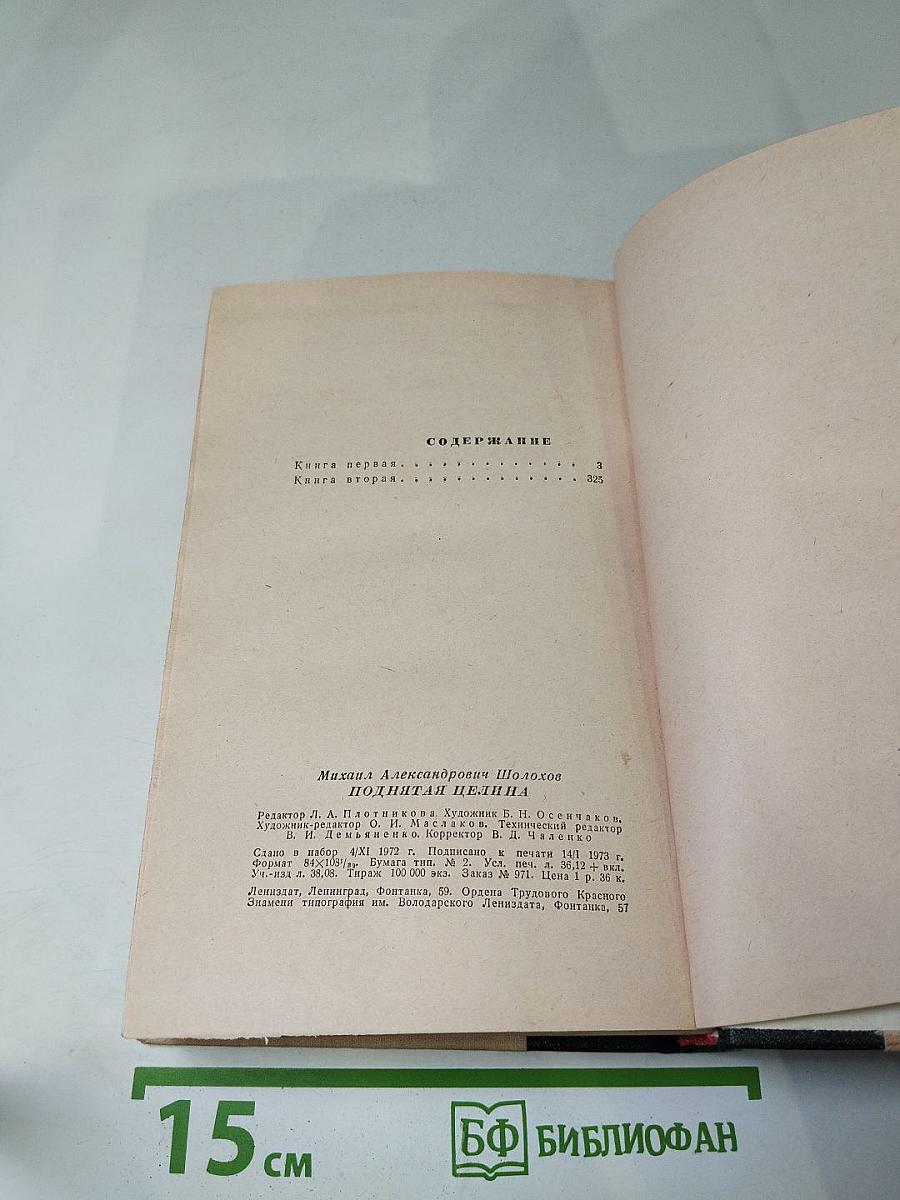 СОДЕРЖАНИЕ
Книга первая. . . . . . . . . . . . . . 3
Книга вторая. . . . . . . . . . . . . . 325
Михаил Александрович Шолохов
ПОДНЯТАЯ ЦЕЛИНА
Редактор Л. А. Плотникова. Художник Б. Н. Осенчаков.
Художник-редактор О. И. Маслаков. Технический редактор
В. И. Демьяненко. Корректор В. Д. Чаленко
Сдано в набор 4/XI 1972 г. Подписано к печати 14/I 1973 г.
Формат 84×108¹/₃₂. Бумага тип. № 2. Усл. печ. л. 36,12 + вкл.
Уч.-изд л. 38,08. Тираж 100 000 экз. Заказ № 971. Цена 1 р. 36 к.
Лениздат, Ленинград, Фонтанка, 59. Ордена Трудового Красного
Знамени типография им. Володарского Лениздата, Фонтанка, 57
15 см
БФ БИБЛИОФАН